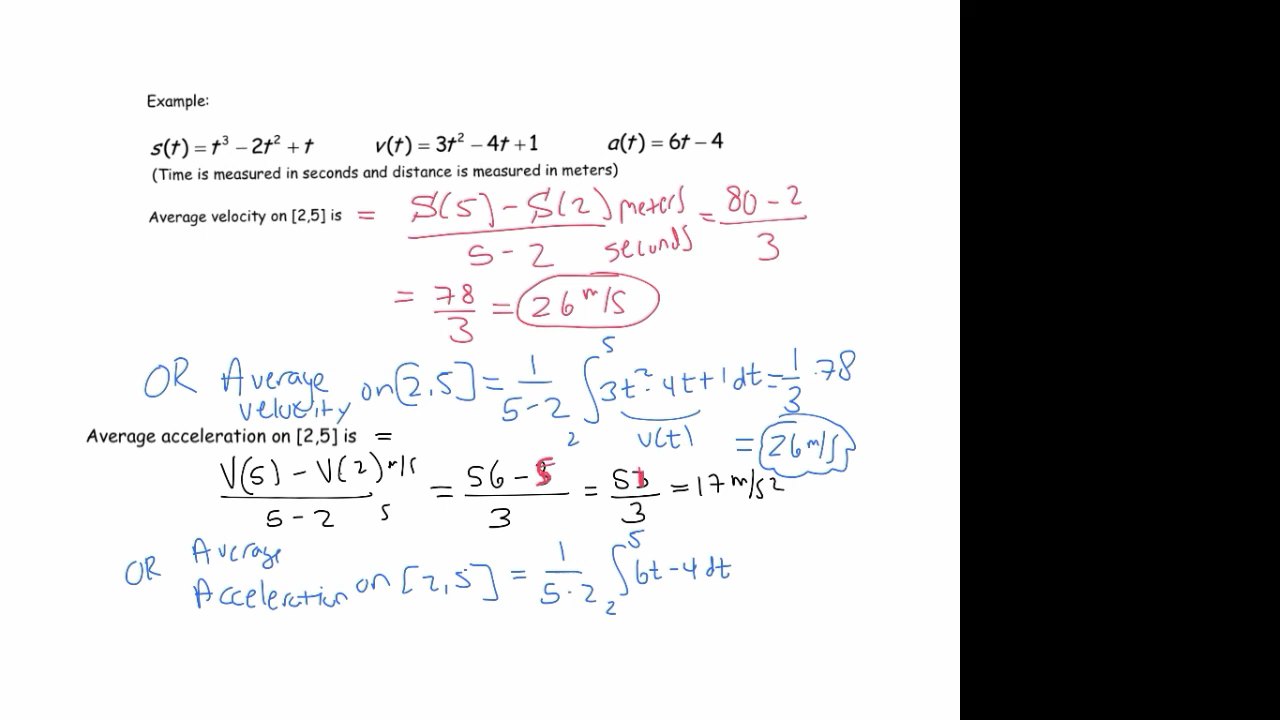 Example:
s(t) = t³ − 2t² + t    v(t) = 3t² − 4t + 1    a(t) = 6t − 4
(Time is measured in seconds and distance is measured in meters)
Average velocity on [2,5] is = S(5) − S(2) / 5 − 2 meters / seconds = 80 − 2 / 3
= 78 / 3 = 26 m/s
OR Average velocity on [2,5] = 1 / 5 − 2 ∫₂⁵ 3t² − 4t + 1 dt = 1 / 3 · 78
v(t)
= 26 m/s
Average acceleration on [2,5] is =
V(5) − V(2) / 5 − 2 m/s / s = 56 − 5 / 3 = 51 / 3 = 17 m/s²
OR Average Acceleration on [2,5] = 1 / 5 - 2 ∫₂⁵ 6t − 4 dt